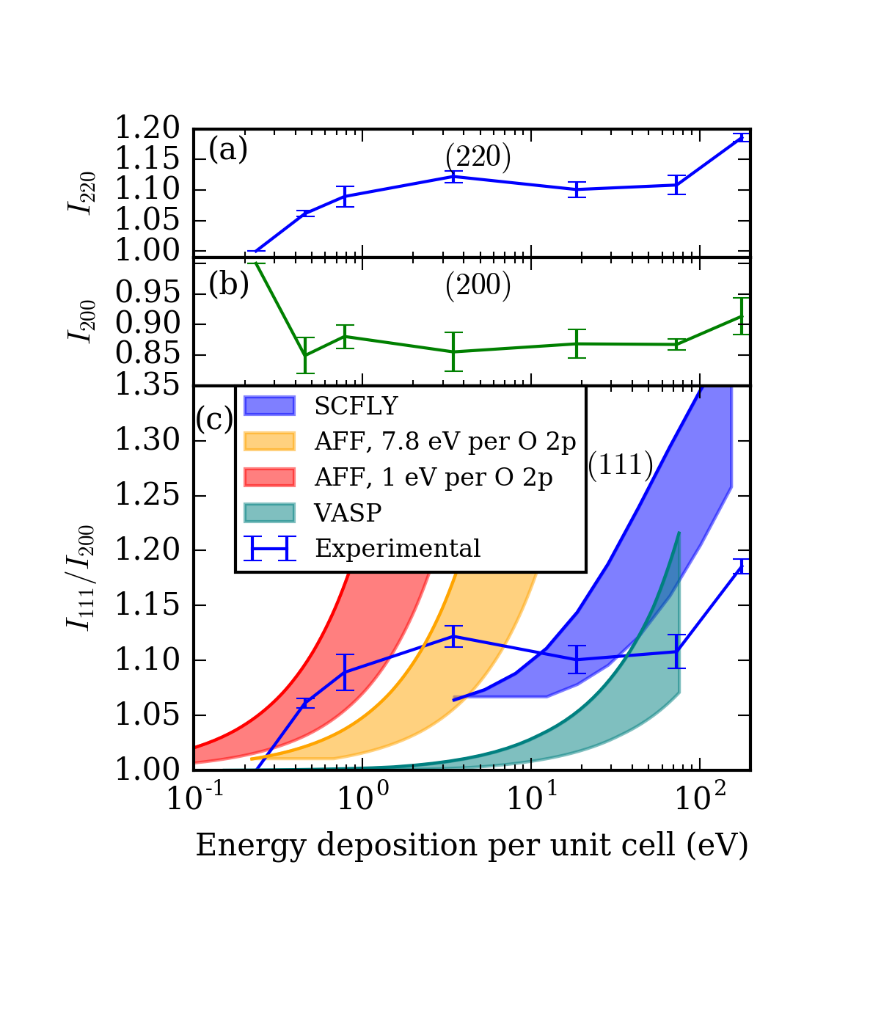 1.20
(a)
(220)
1.15
1.10
1.05
1.00
I220
(b)
(200)
0.95
0.90
0.85
I200
1.35
(c)
SCFLY
AFF, 7.8 eV per O 2p
AFF, 1 eV per O 2p
VASP
Experimental
(111)
1.30
1.25
1.20
1.15
1.10
1.05
1.00
I111/I200
10-1 100 101 102
Energy deposition per unit cell (eV)